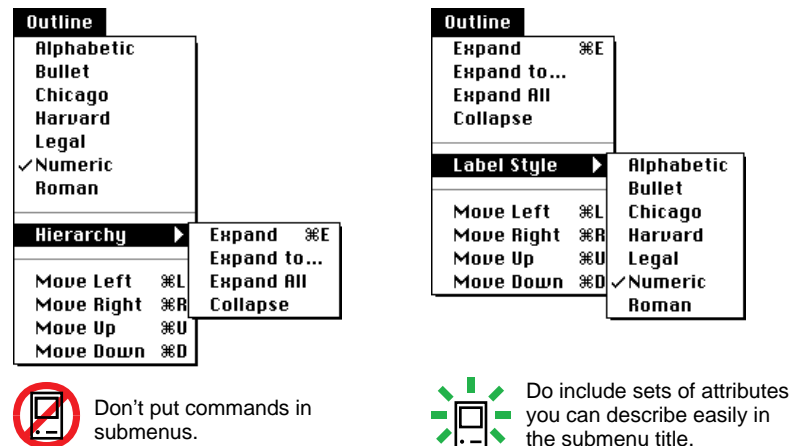 Outline
Alphabetic
Bullet
Chicago
Harvard
Legal
✓Numeric
Roman
Hierarchy ▶
Expand ⌘E
Expand to...
Expand All
Collapse
Move Left ⌘L
Move Right ⌘R
Move Up ⌘U
Move Down ⌘D
Don't put commands in
submenus.
Outline
Expand ⌘E
Expand to...
Expand All
Collapse
Label Style ▶
Alphabetic
Bullet
Chicago
Harvard
Legal
✓Numeric
Roman
Move Left ⌘L
Move Right ⌘R
Move Up ⌘U
Move Down ⌘D
Do include sets of attributes
you can describe easily in
the submenu title.